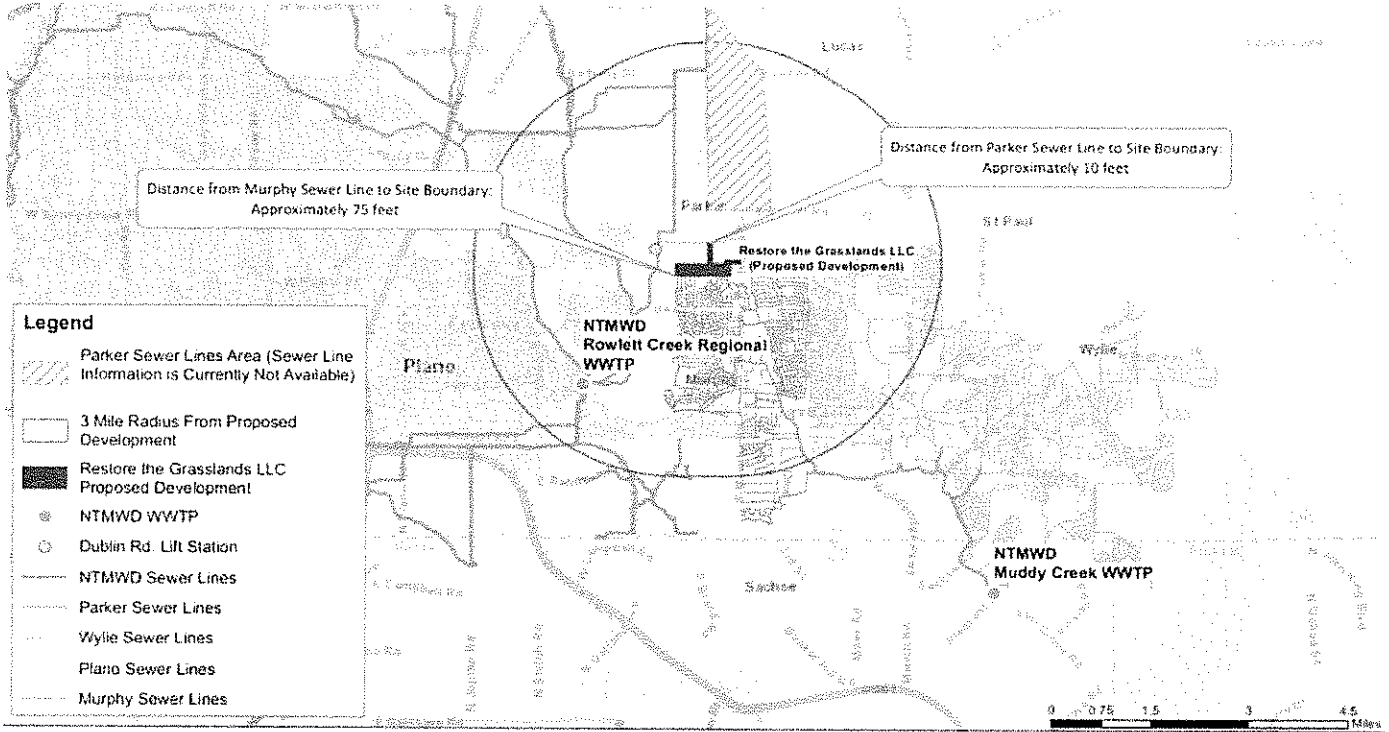 Lucas
Distance from Parker Sewer Line to Site Boundary:
Approximately 10 feet
Distance from Murphy Sewer Line to Site Boundary:
Approximately 75 feet
Parker
St Paul
Restore the Grasslands LLC
(Proposed Development)
Legend
Parker Sewer Lines Area (Sewer Line
Information is Currently Not Available)
3 Mile Radius From Proposed
Development
Restore the Grasslands LLC
Proposed Development
NTMWD WWTP
Dublin Rd. Lift Station
NTMWD Sewer Lines
Parker Sewer Lines
Wylie Sewer Lines
Plano Sewer Lines
Murphy Sewer Lines
Plano
NTMWD
Rowlett Creek Regional
WWTP
Murphy
Wylie
NTMWD
Muddy Creek WWTP
Sachse
0 0.75 1.5 3 4.5
Miles